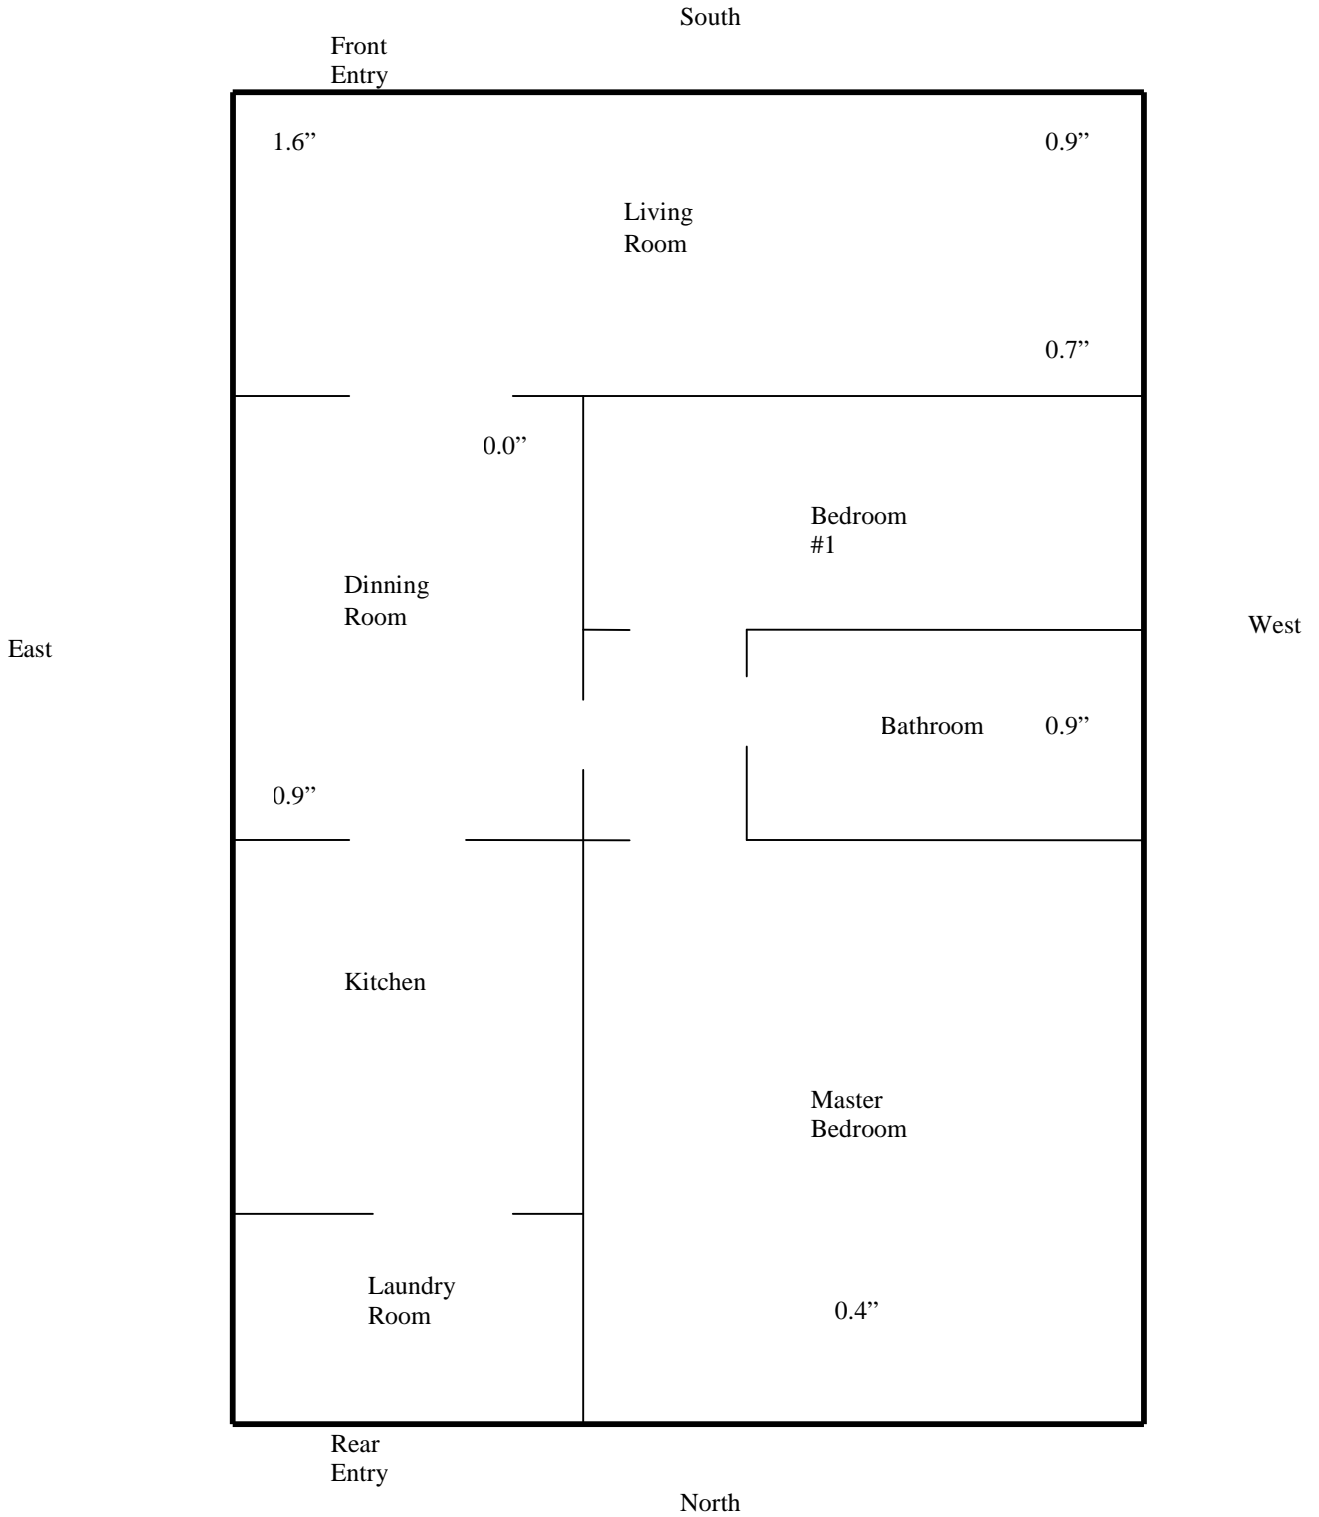 South
Front
Entry
1.6”
0.9”
Living
Room
0.7”
0.0”
Bedroom
#1
Dinning
Room
West
East
Bathroom
0.9”
0.9”
Kitchen
Master
Bedroom
Laundry
Room
0.4”
Rear
Entry
North